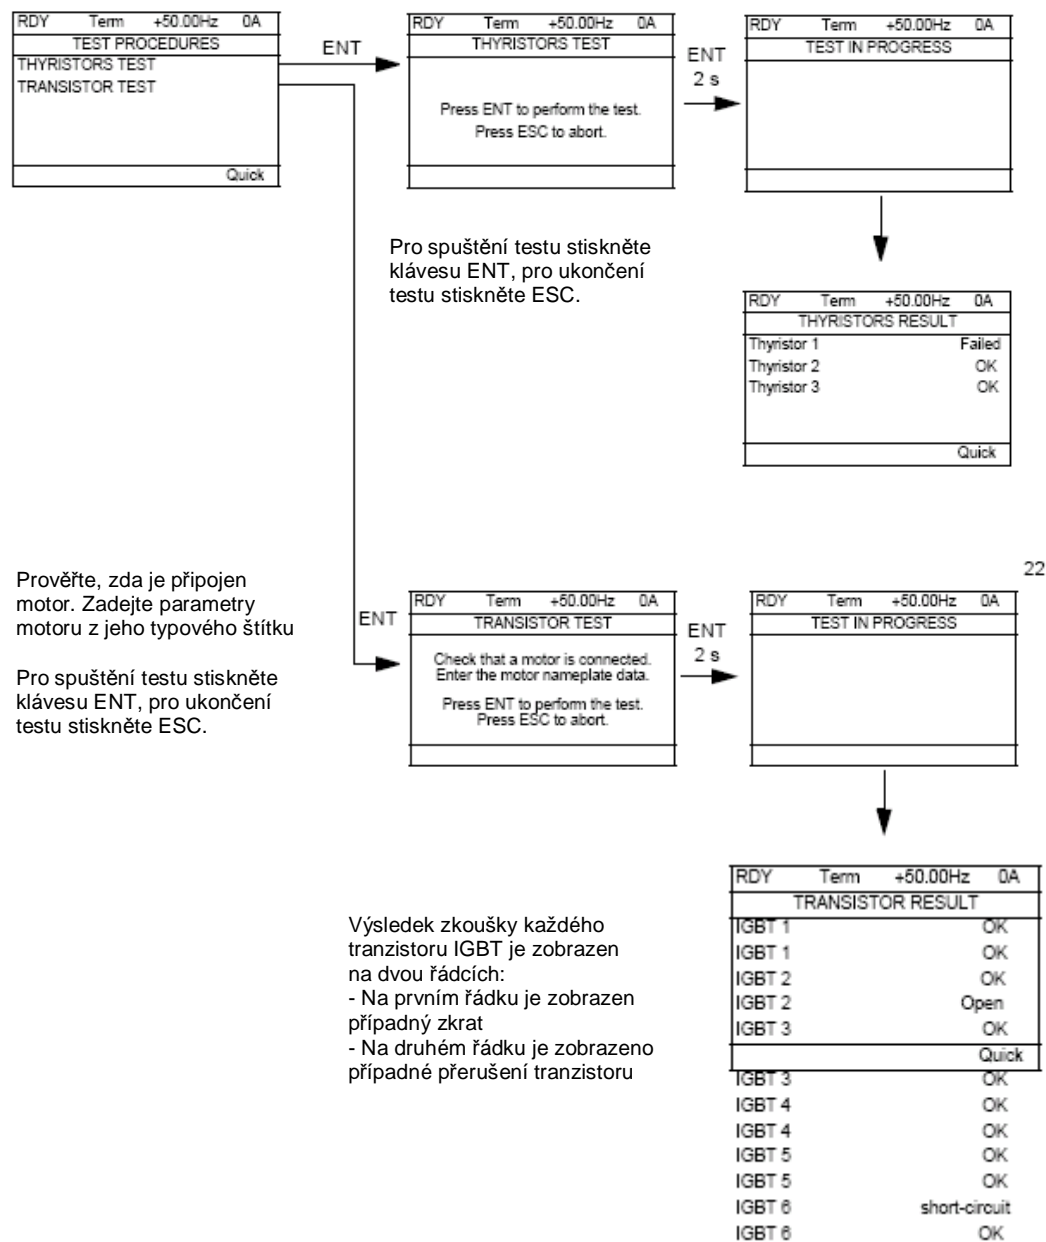 RDY Term +50.00Hz 0A
TEST PROCEDURES
THYRISTORS TEST
TRANSISTOR TEST
Quick
ENT
RDY Term +50.00Hz 0A
THYRISTORS TEST
Press ENT to perform the test.
Press ESC to abort.
ENT
2 s
RDY Term +50.00Hz 0A
TEST IN PROGRESS
Pro spuštění testu stiskněte
klávesu ENT, pro ukončení
testu stiskněte ESC.
RDY Term +50.00Hz 0A
THYRISTORS RESULT
Thyristor 1 Failed
Thyristor 2 OK
Thyristor 3 OK
Quick
22
Prověřte, zda je připojen
motor. Zadejte parametry
motoru z jeho typového štítku
Pro spuštění testu stiskněte
klávesu ENT, pro ukončení
testu stiskněte ESC.
ENT
RDY Term +50.00Hz 0A
TRANSISTOR TEST
Check that a motor is connected.
Enter the motor nameplate data.
Press ENT to perform the test.
Press ESC to abort.
ENT
2 s
RDY Term +50.00Hz 0A
TEST IN PROGRESS
Výsledek zkoušky každého
tranzistoru IGBT je zobrazen
na dvou řádcích:
- Na prvním řádku je zobrazen
případný zkrat
- Na druhém řádku je zobrazeno
případné přerušení tranzistoru
RDY Term +50.00Hz 0A
TRANSISTOR RESULT
IGBT 1 OK
IGBT 1 OK
IGBT 2 OK
IGBT 2 Open
IGBT 3 OK
Quick
IGBT 3 OK
IGBT 4 OK
IGBT 4 OK
IGBT 5 OK
IGBT 5 OK
IGBT 6 short-circuit
IGBT 6 OK